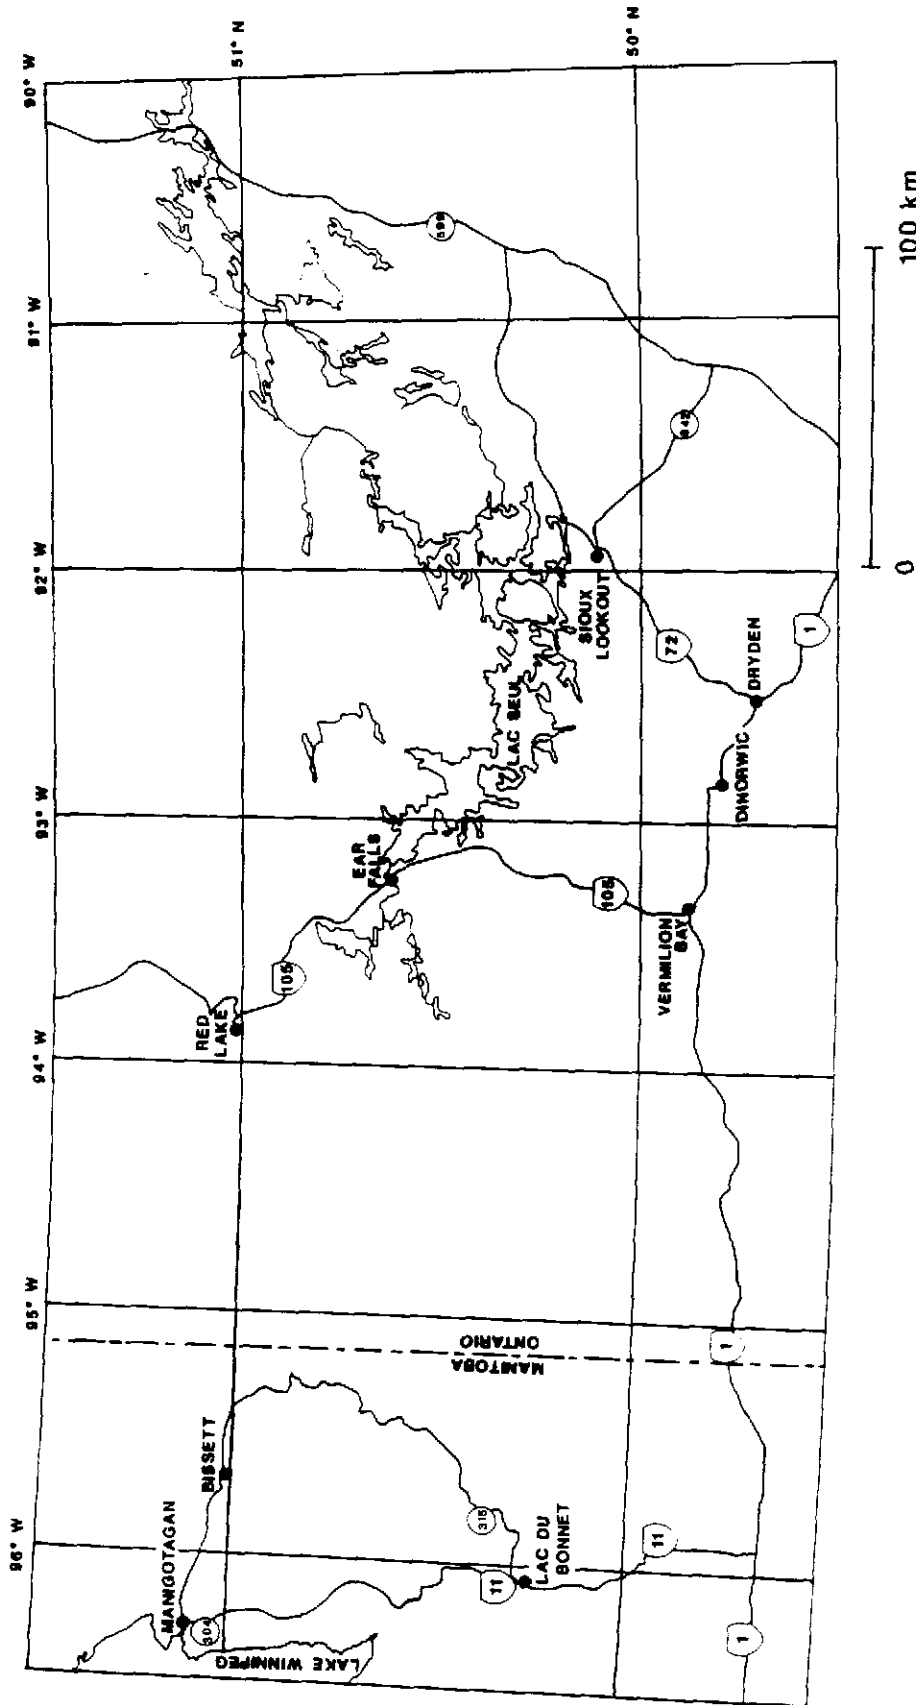 96° W
95° W
94° W
93° W
92° W
91° W
90° W
51° N
50° N
MANIGOTAGAN
304
LAKE WINNIPEG
BISSETT
315
11
LAC DU
BONNET
11
1
MANITOBA
ONTARIO
1
RED
LAKE
105
EAR
FALLS
105
VERMILION
BAY
LAC SEUL
DINORWIC
DRYDEN
72
1
SIOUX
LOOKOUT
642
599
0
100 km